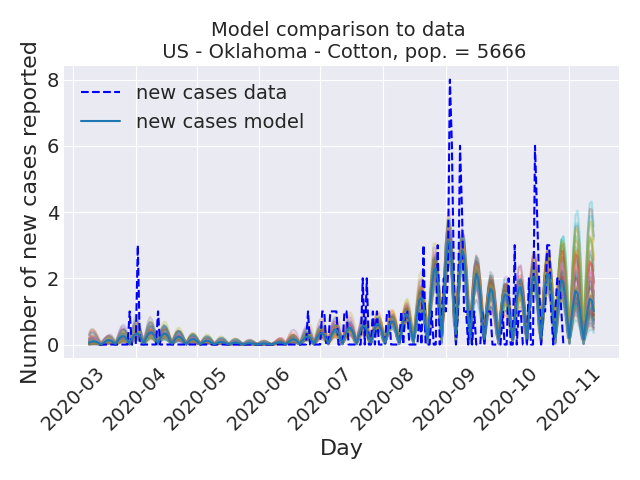 Model comparison to data
US - Oklahoma - Cotton, pop. = 5666
Number of new cases reported
8
6
4
2
0
new cases data
new cases model
2020-03
2020-04
2020-05
2020-06
2020-07
2020-08
2020-09
2020-10
2020-11
Day